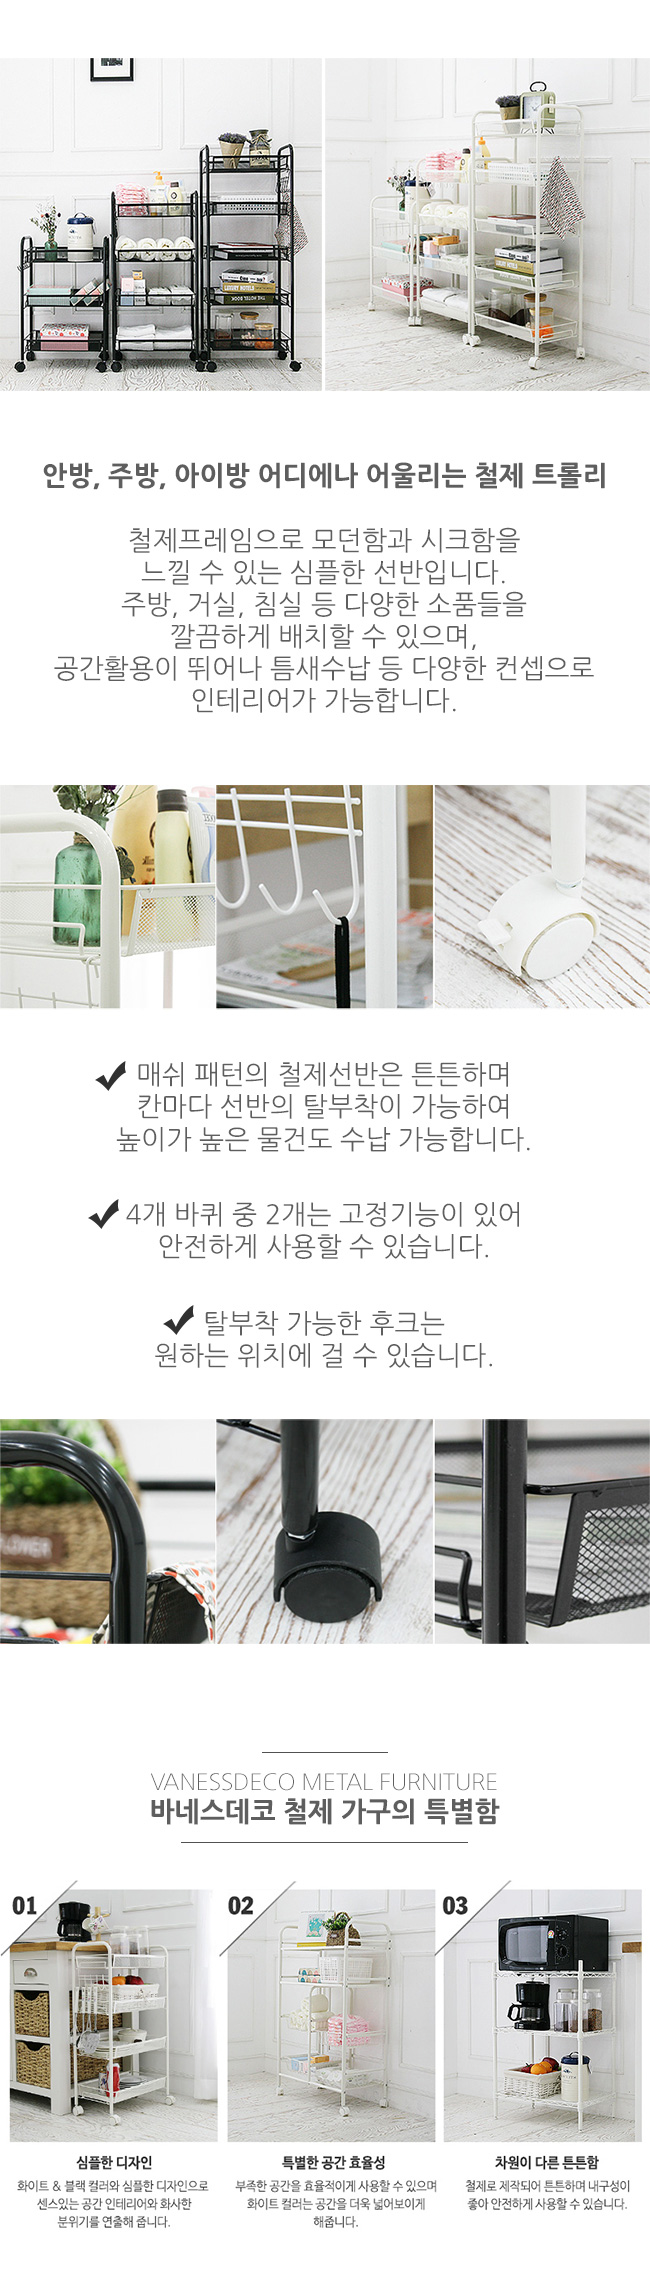 안방, 주방, 아이방 어디에나 어울리는 철제 트롤리
철제프레임으로 모던함과 시크함을
느낄 수 있는 심플한 선반입니다.
주방, 거실, 침실 등 다양한 소품들을
깔끔하게 배치할 수 있으며,
공간활용이 뛰어나 틈새수납 등 다양한 컨셉으로
인테리어가 가능합니다.
매쉬 패턴의 철제선반은 튼튼하며
칸마다 선반의 탈부착이 가능하여
높이가 높은 물건도 수납 가능합니다.
4개 바퀴 중 2개는 고정기능이 있어
안전하게 사용할 수 있습니다.
탈부착 가능한 후크는
원하는 위치에 걸 수 있습니다.
VANESSDECO METAL FURNITURE
바네스데코 철제 가구의 특별함
01
심플한 디자인
화이트 & 블랙 컬러와 심플한 디자인으로
센스있는 공간 인테리어와 화사한
분위기를 연출해 줍니다.
02
특별한 공간 효율성
부족한 공간을 효율적이게 사용할 수 있으며
화이트 컬러는 공간을 더욱 넓어보이게
해줍니다.
03
차원이 다른 튼튼함
철제로 제작되어 튼튼하며 내구성이
좋아 안전하게 사용할 수 있습니다.